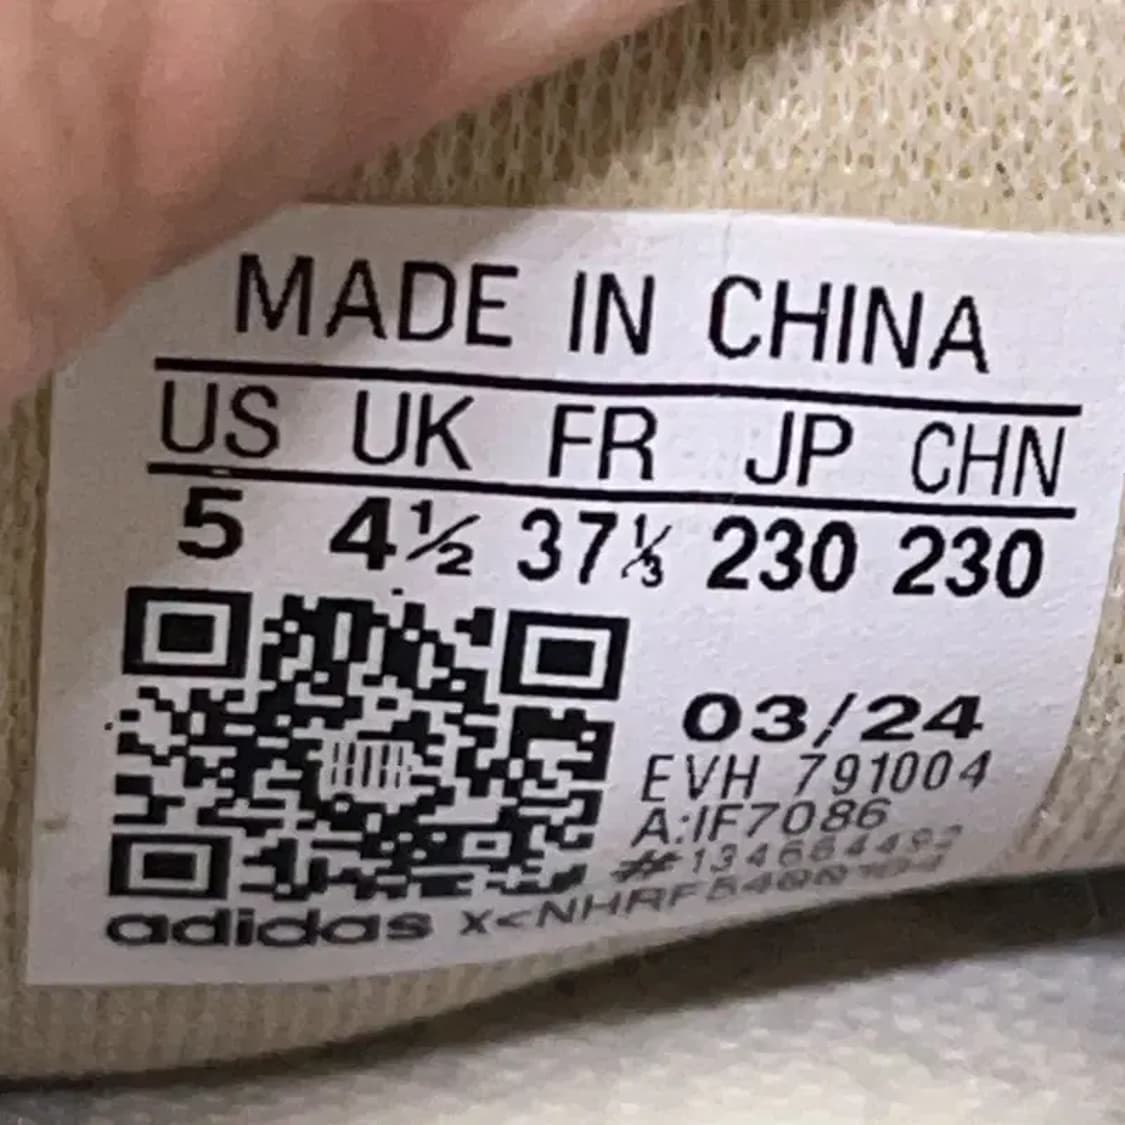 MADE IN CHINA
US UK FR JP CHN
5 4½ 37⅓ 230 230
03/24
EVH 791004
A:IF7086
adidas